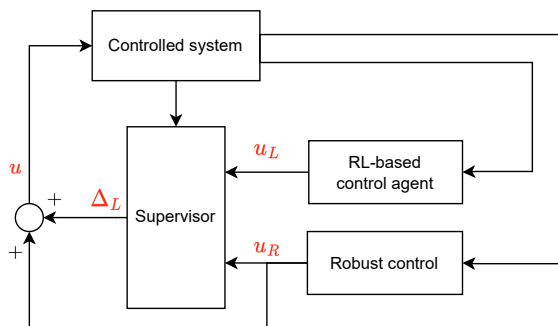 Controlled system
u
u_L
RL-based
control agent
+
Δ_L
Supervisor
+
u_R
Robust control